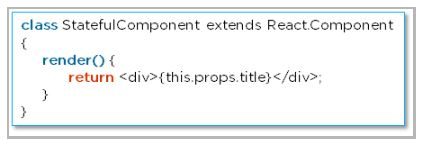 class StatefulComponent extends React.Component
{
render() {
return <div>{this.props.title}</div>;
}
}